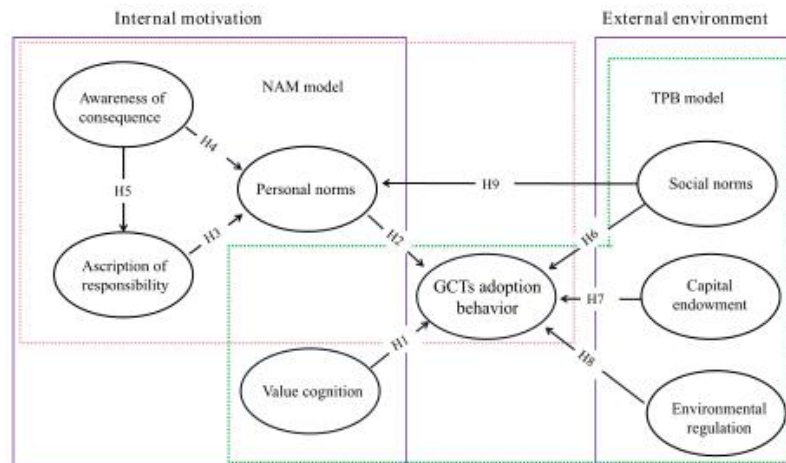 Internal motivation
External environment
NAM model
TPB model
Awareness of
consequence
H4
H5
Personal norms
H9
Social norms
H3
H2
H6
Ascription of
responsibility
GCTs adoption
behavior
H7
Capital
endowment
H1
H8
Value cognition
Environmental
regulation